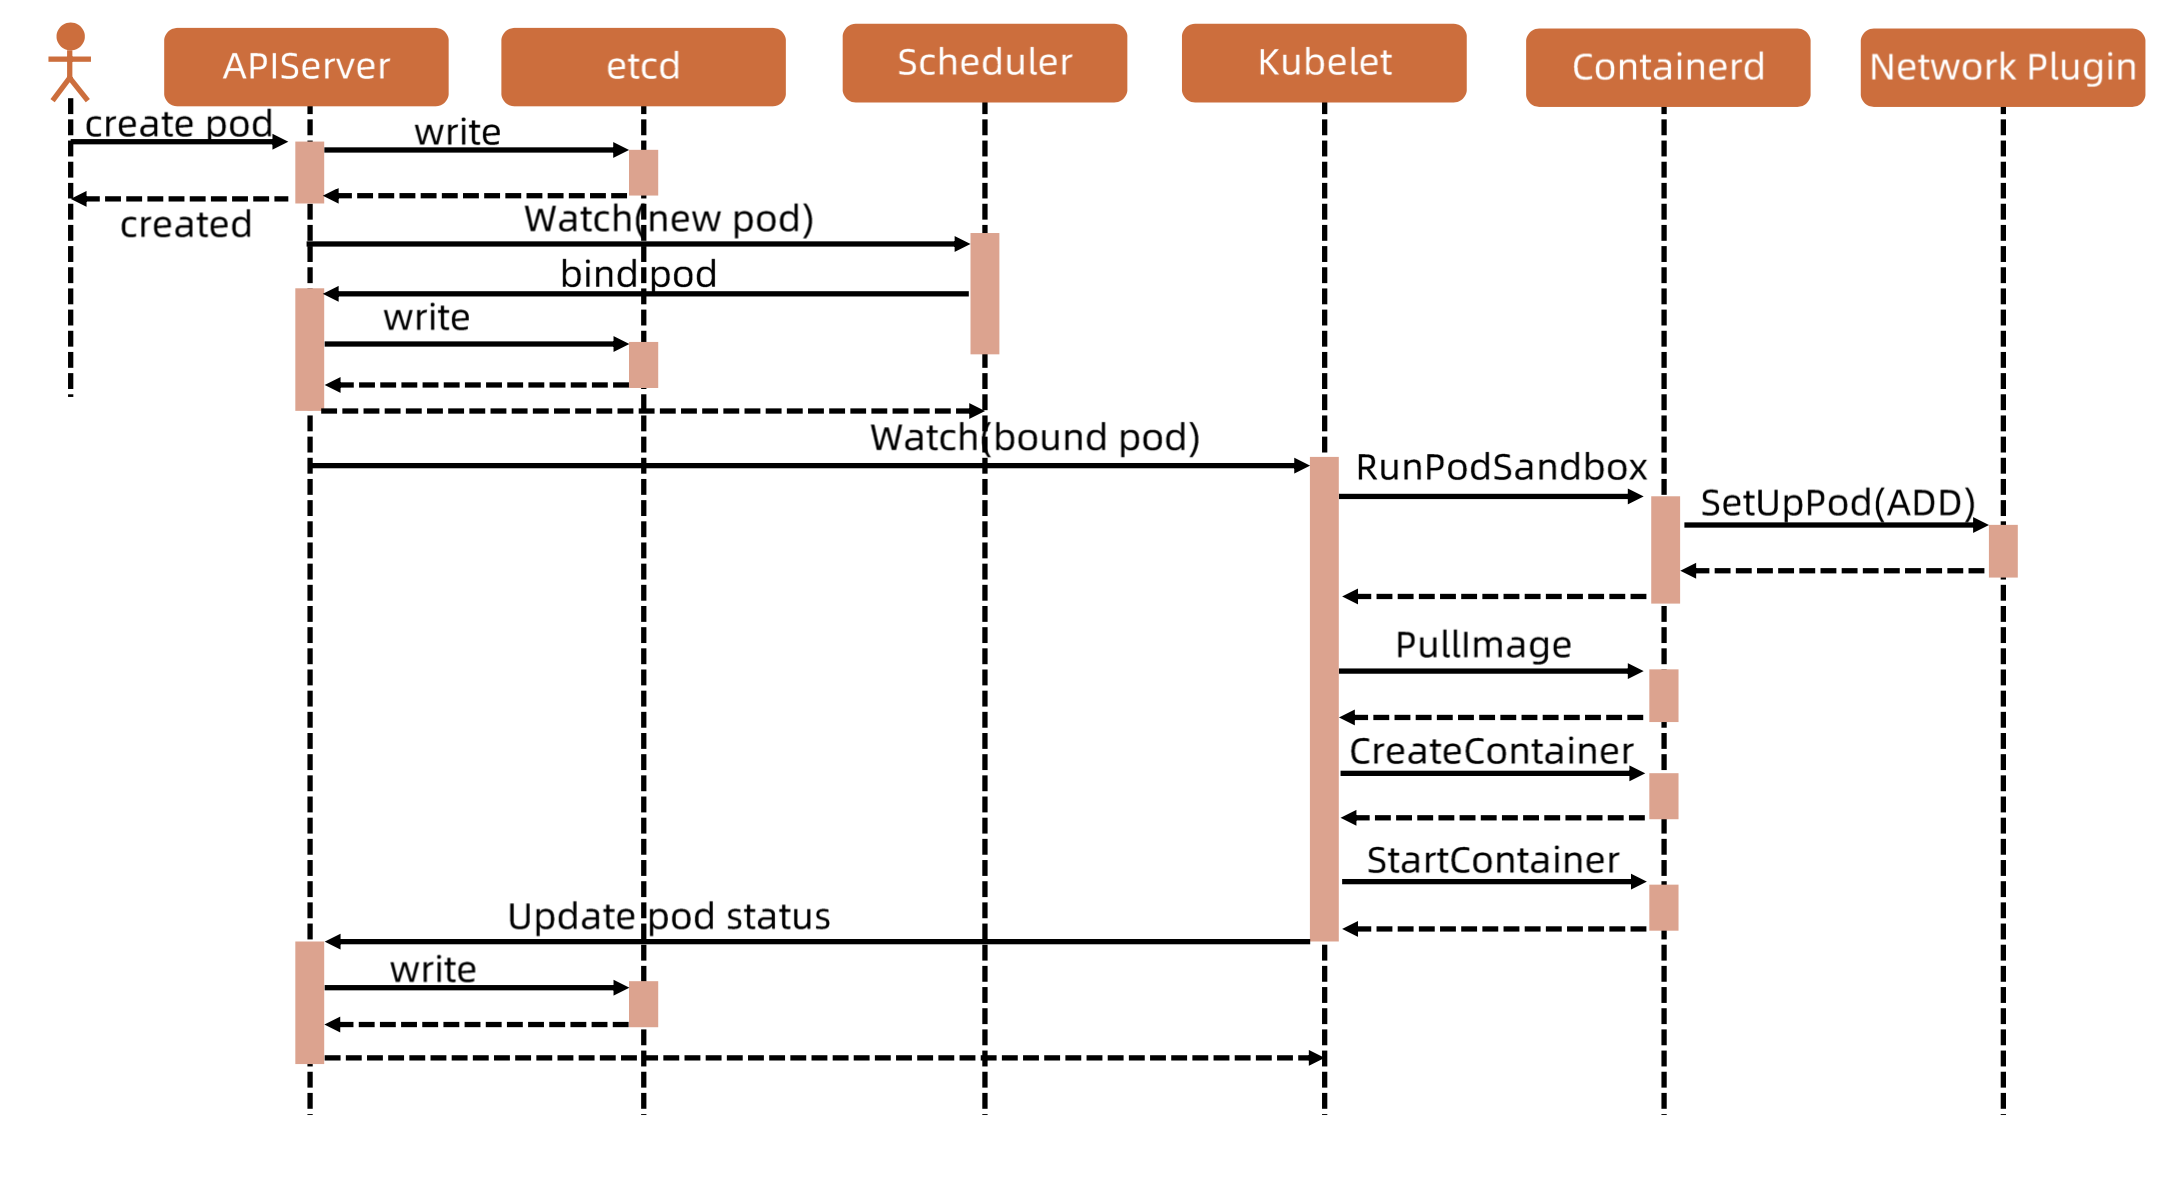 APIServer
etcd
Scheduler
Kubelet
Containerd
Network Plugin
create pod
write
created
Watch(new pod)
bind pod
write
Watch(bound pod)
RunPodSandbox
SetUpPod(ADD)
PullImage
CreateContainer
StartContainer
Update pod status
write